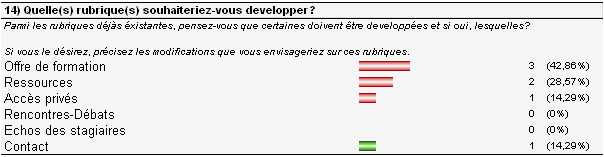 14) Quelle(s) rubrique(s) souhaiteriez-vous developper?
Parmi les rubriques déjàs éxistantes, pensez-vous que certaines doivent être developpées et si oui, lesquelles?
Si vous le désirez, précisez les modifications que vous envisageriez sur ces rubriques.
Offre de formation 3 (42,86%)
Ressources 2 (28,57%)
Accès privés 1 (14,29%)
Rencontres-Débats 0 (0%)
Echos des stagiaires 0 (0%)
Contact 1 (14,29%)